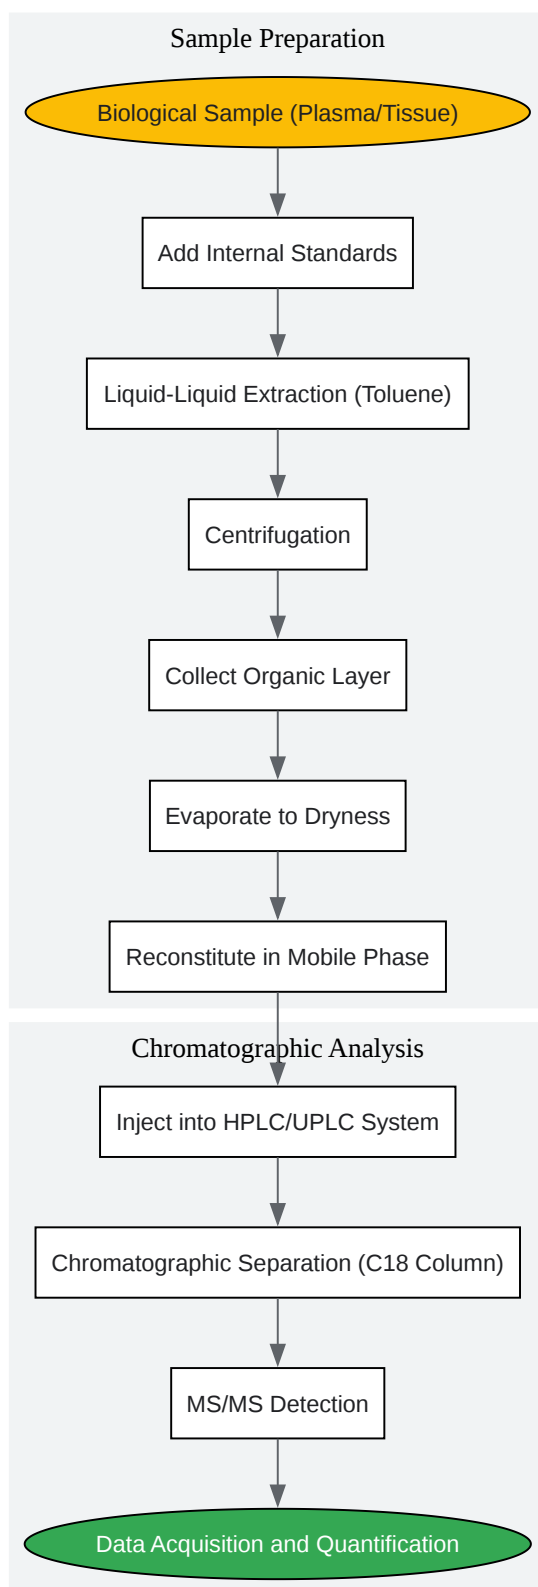 Sample Preparation
Biological Sample (Plasma/Tissue)
Add Internal Standards
Liquid-Liquid Extraction (Toluene)
Centrifugation
Collect Organic Layer
Evaporate to Dryness
Reconstitute in Mobile Phase
Chromatographic Analysis
Inject into HPLC/UPLC System
Chromatographic Separation (C18 Column)
MS/MS Detection
Data Acquisition and Quantification